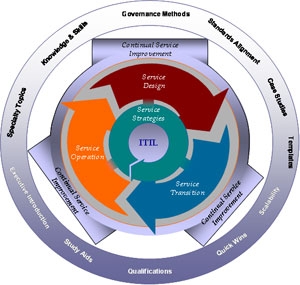 Governance Methods
Standards Alignment
Case Studies
Templates
Scalability
Quick Wins
Qualifications
Study Aids
Executive Introduction
Specialty Topics
Knowledge & Skills
Continual Service
Improvement
Service
Design
Service
Strategies
ITIL
Service
Operation
Service
Transition
Continual Service
Improvement
Continual Service
Improvement